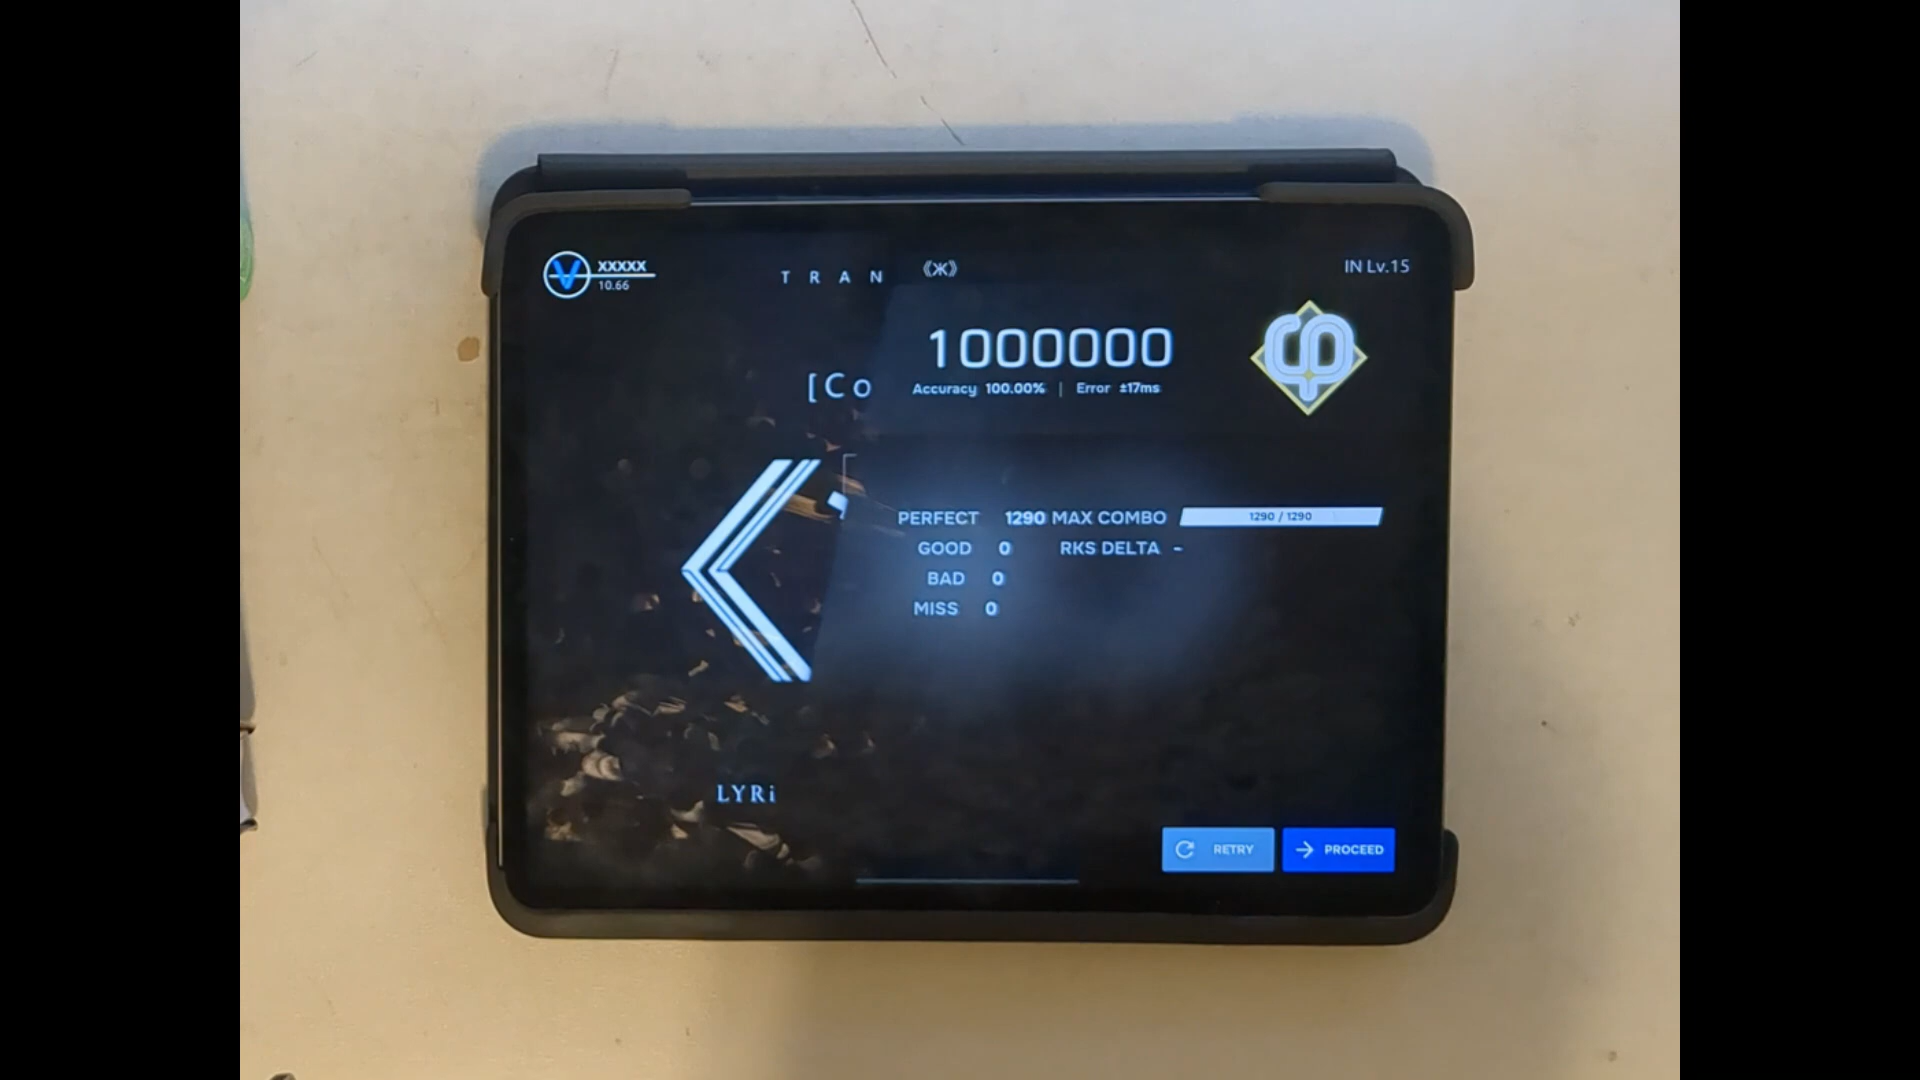 XXXXX
10.66
TRAN
《Ж》
IN Lv.15
1000000
Accuracy 100.00% | Error ±17ms
[Co
PERFECT 1290 MAX COMBO 1290 / 1290
GOOD 0 RKS DELTA -
BAD 0
MISS 0
LYRi
RETRY PROCEED